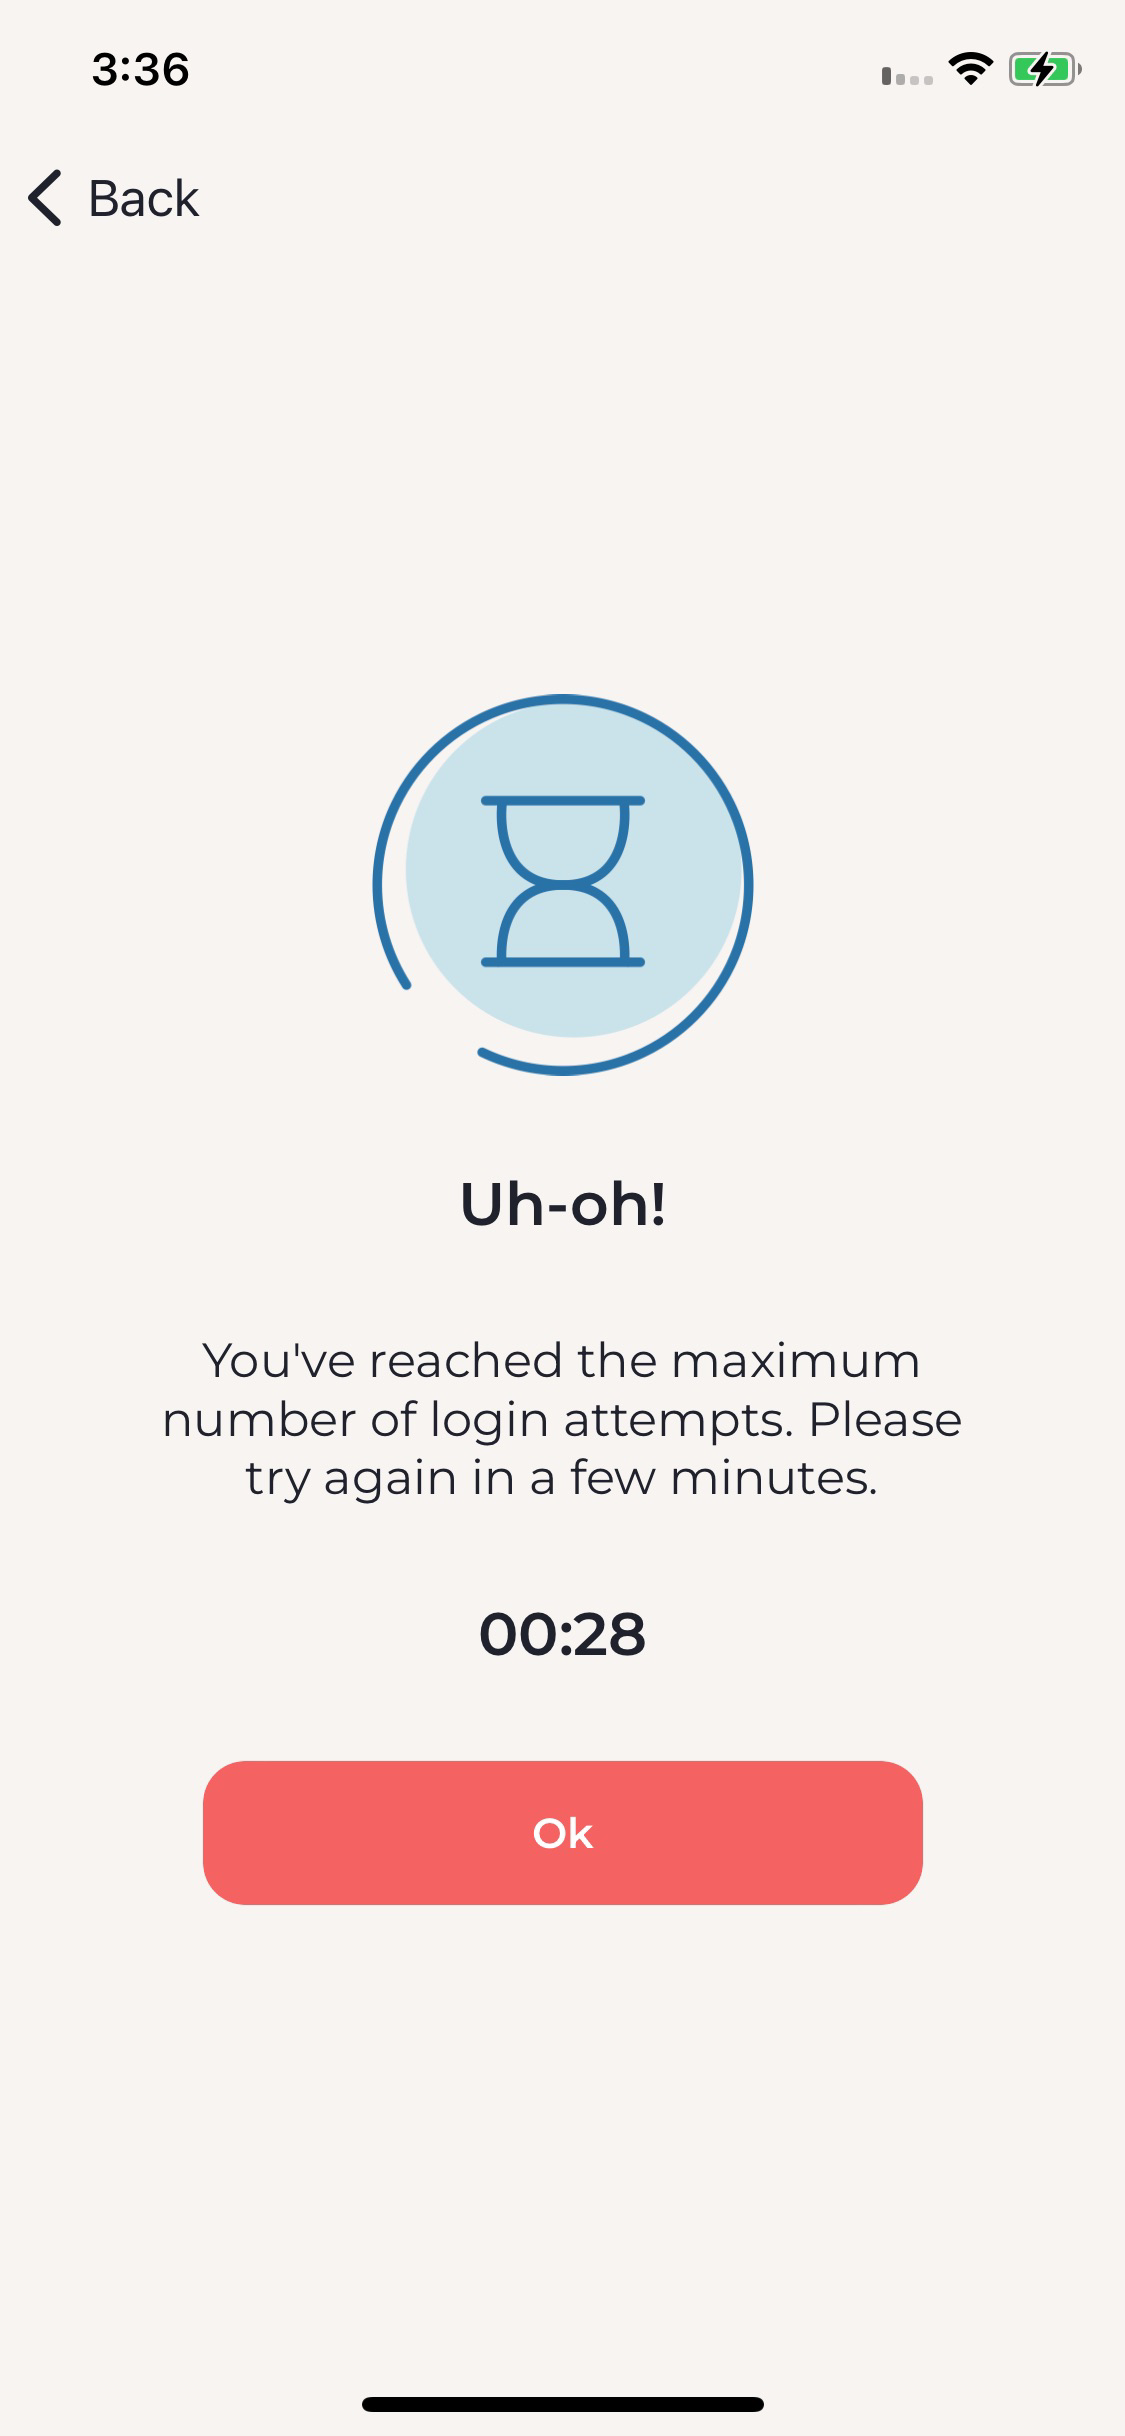 3:36
Back
Uh-oh!
You've reached the maximum
number of login attempts. Please
try again in a few minutes.
00:28
Ok